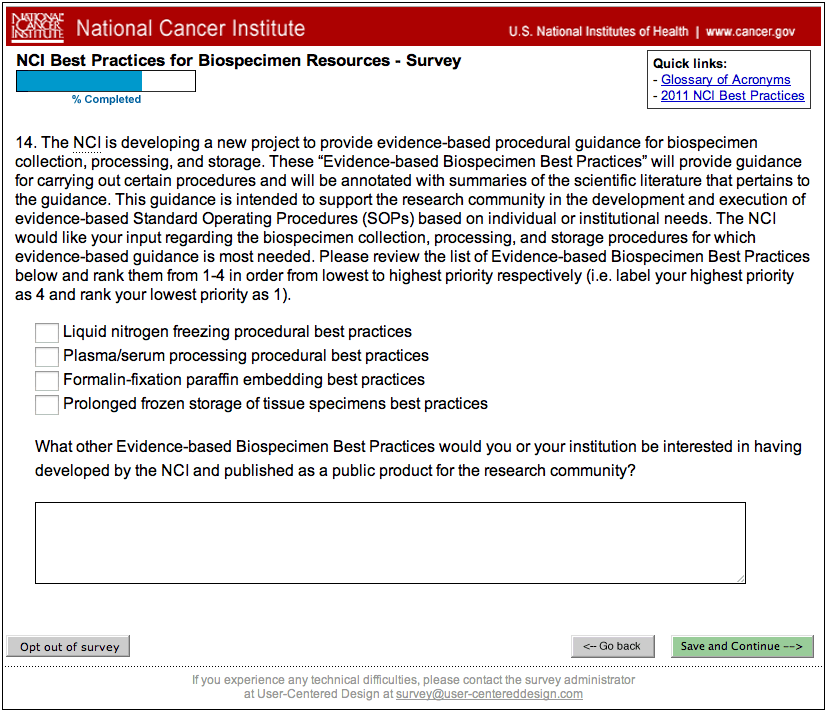 NATIONAL
CANCER
INSTITUTE
National Cancer Institute
U.S. National Institutes of Health | www.cancer.gov
NCI Best Practices for Biospecimen Resources - Survey
% Completed
Quick links:
- Glossary of Acronyms
- 2011 NCI Best Practices
14. The NCI is developing a new project to provide evidence-based procedural guidance for biospecimen
collection, processing, and storage. These “Evidence-based Biospecimen Best Practices” will provide guidance
for carrying out certain procedures and will be annotated with summaries of the scientific literature that pertains to
the guidance. This guidance is intended to support the research community in the development and execution of
evidence-based Standard Operating Procedures (SOPs) based on individual or institutional needs. The NCI
would like your input regarding the biospecimen collection, processing, and storage procedures for which
evidence-based guidance is most needed. Please review the list of Evidence-based Biospecimen Best Practices
below and rank them from 1-4 in order from lowest to highest priority respectively (i.e. label your highest priority
as 4 and rank your lowest priority as 1).
Liquid nitrogen freezing procedural best practices
Plasma/serum processing procedural best practices
Formalin-fixation paraffin embedding best practices
Prolonged frozen storage of tissue specimens best practices
What other Evidence-based Biospecimen Best Practices would you or your institution be interested in having
developed by the NCI and published as a public product for the research community?
Opt out of survey
<-- Go back
Save and Continue -->
If you experience any technical difficulties, please contact the survey administrator
at User-Centered Design at survey@user-centereddesign.com